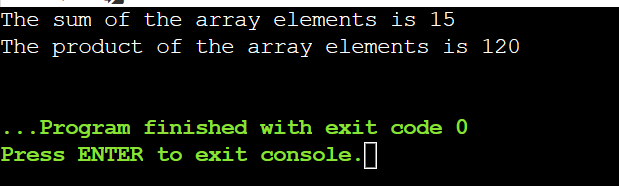 The sum of the array elements is 15
The product of the array elements is 120
...Program finished with exit code 0
Press ENTER to exit console.